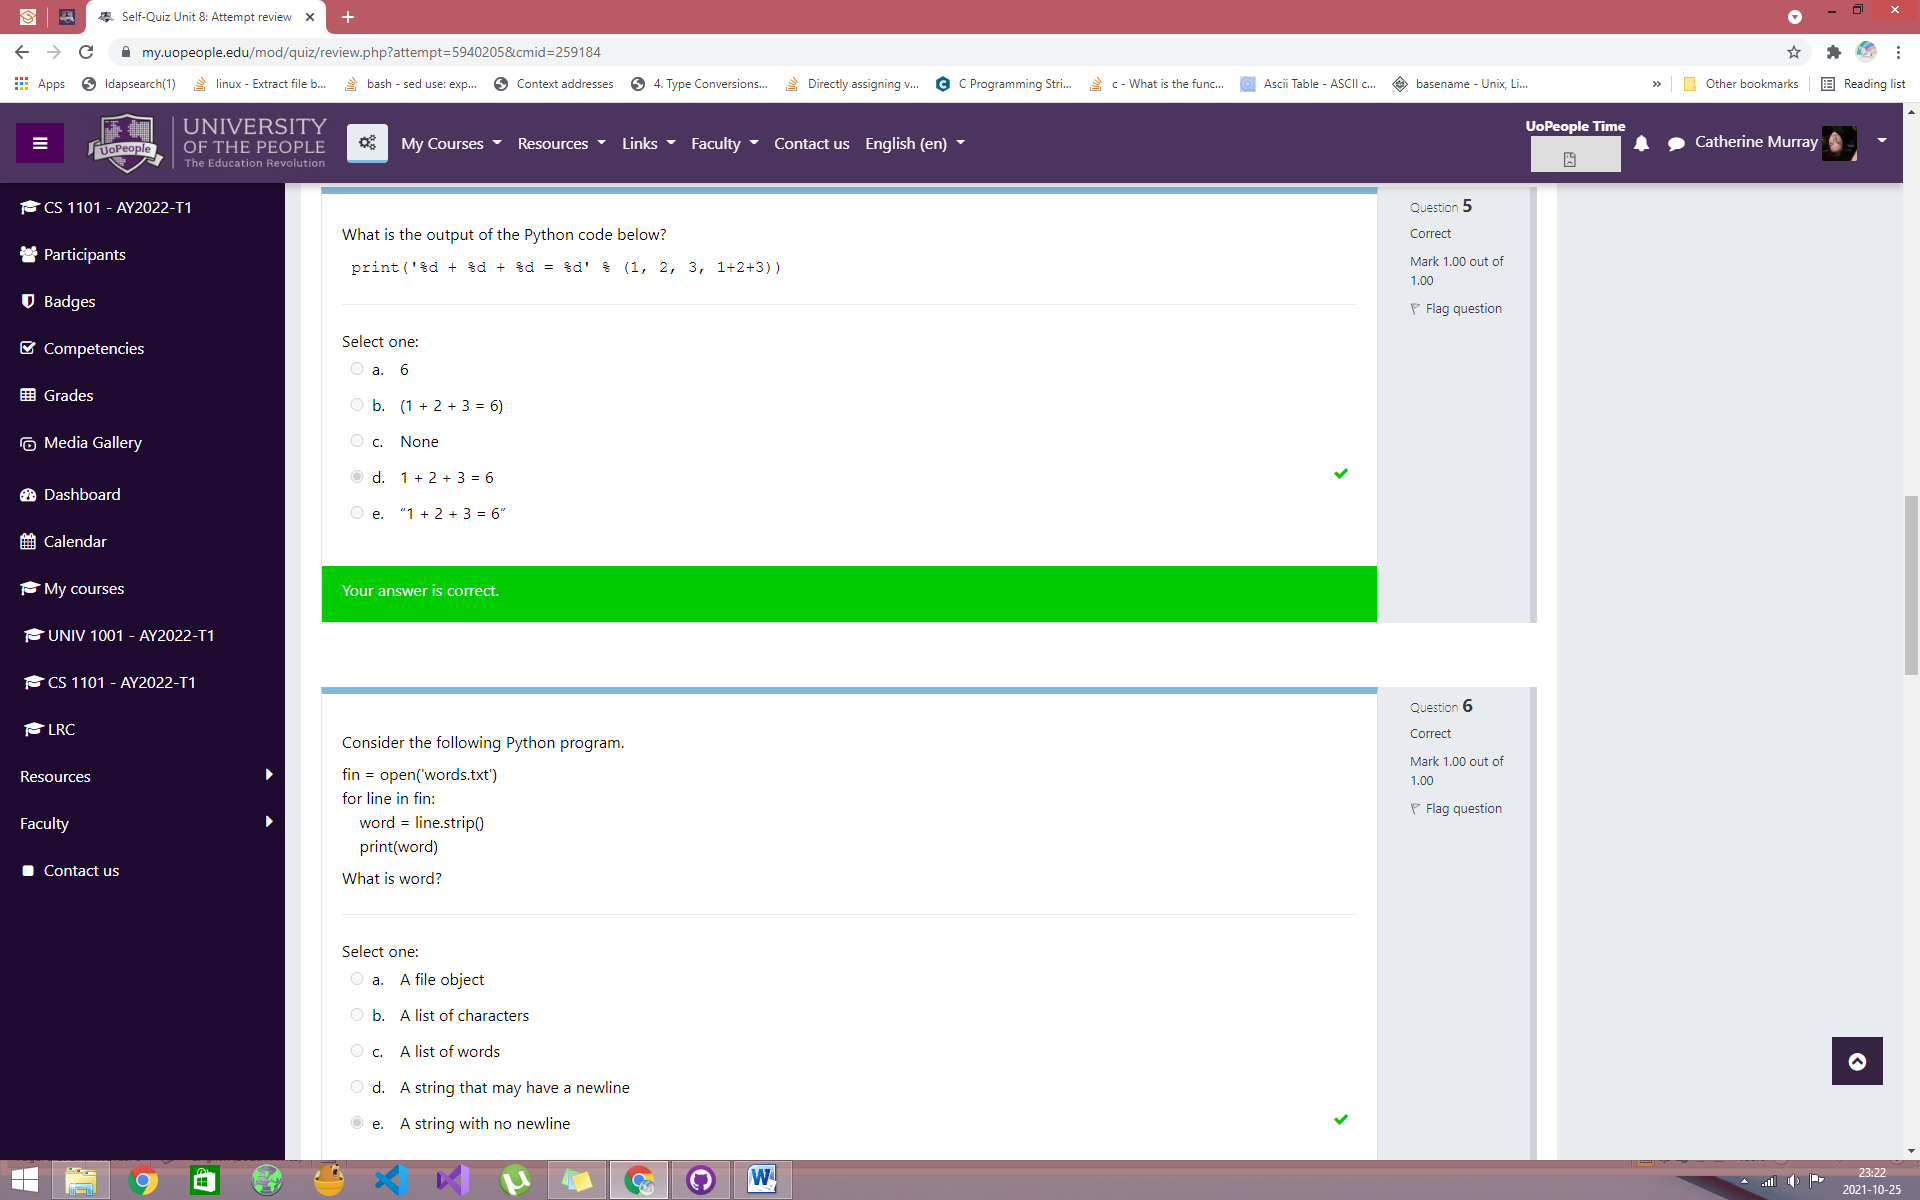 Self-Quiz Unit 8: Attempt review
my.uopeople.edu/mod/quiz/review.php?attempt=5940205&cmid=259184
Apps
ldapsearch(1)
linux - Extract file b...
bash - sed use: exp...
Context addresses
4. Type Conversions...
Directly assigning v...
C Programming Stri...
c - What is the func...
Ascii Table - ASCII c...
basename - Unix, Li...
»
Other bookmarks
Reading list
UoPeople
UNIVERSITY
OF THE PEOPLE
The Education Revolution
My Courses
Resources
Links
Faculty
Contact us
English (en)
UoPeople Time
Catherine Murray
CS 1101 - AY2022-T1
Participants
Badges
Competencies
Grades
Media Gallery
Dashboard
Calendar
My courses
UNIV 1001 - AY2022-T1
CS 1101 - AY2022-T1
LRC
Resources
Faculty
Contact us
What is the output of the Python code below?
print('%d + %d + %d = %d' % (1, 2, 3, 1+2+3))
Select one:
a. 6
b. (1 + 2 + 3 = 6)
c. None
d. 1 + 2 + 3 = 6
e. “1 + 2 + 3 = 6”
Your answer is correct.
Question 5
Correct
Mark 1.00 out of
1.00
Flag question
Consider the following Python program.
fin = open('words.txt')
for line in fin:
word = line.strip()
print(word)
What is word?
Select one:
a. A file object
b. A list of characters
c. A list of words
d. A string that may have a newline
e. A string with no newline
Question 6
Correct
Mark 1.00 out of
1.00
Flag question
23:22
2021-10-25